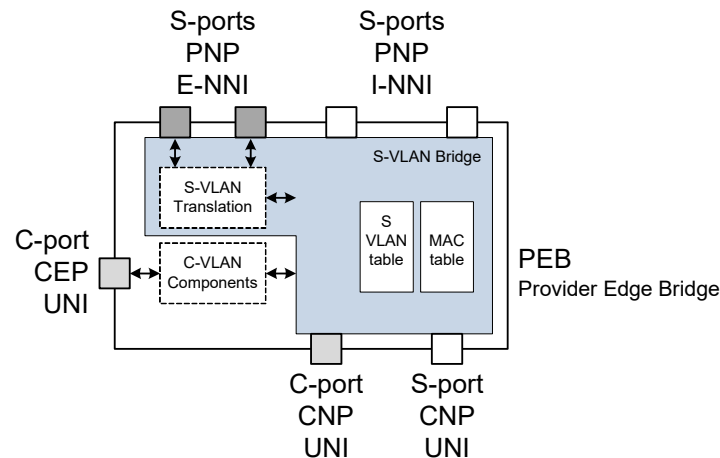 S-ports
PNP
E-NNI
S-ports
PNP
I-NNI
S-VLAN Bridge
S-VLAN
Translation
S
VLAN
table
MAC
table
C-port
CEP
UNI
C-VLAN
Components
PEB
Provider Edge Bridge
C-port
CNP
UNI
S-port
CNP
UNI